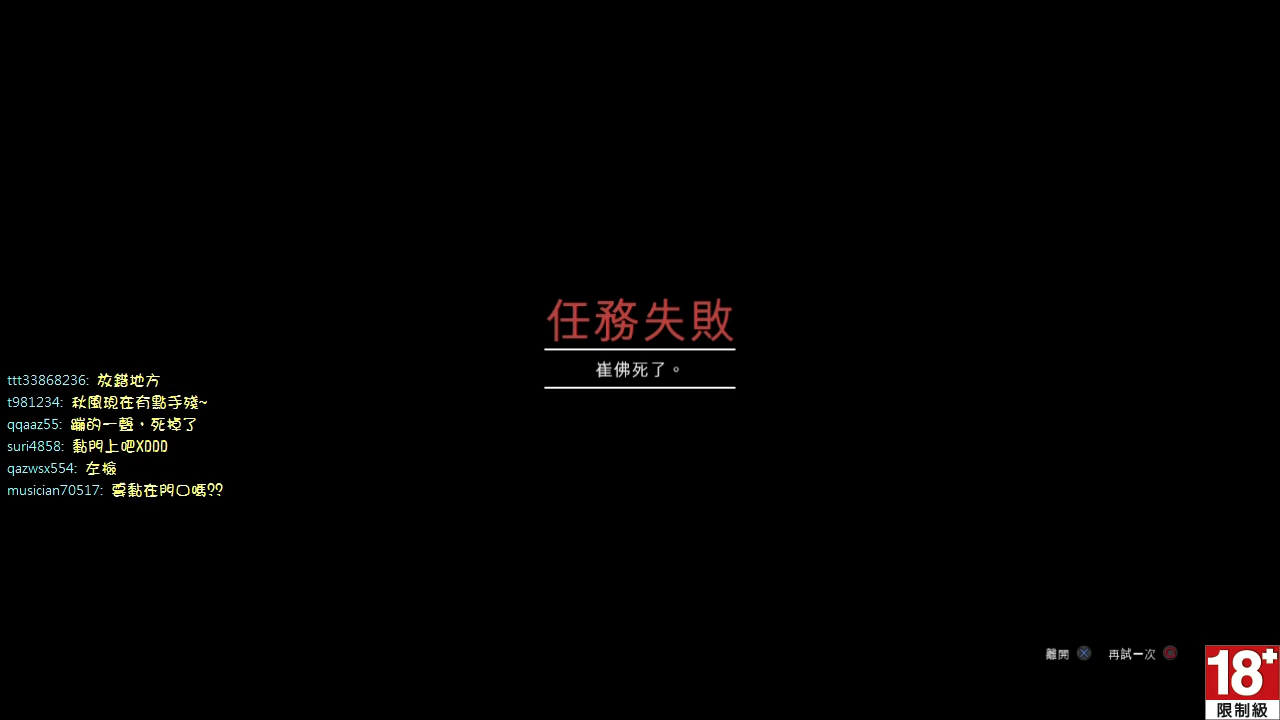 任務失敗
崔佛死了。
ttt33868236: 放錯地方
t981234: 秋風現在有點手殘~
qqaaz55: 蹦的一聲，死掉了
suri4858: 黏門上吧XDDD
qazwsx554: 左檢
musician70517: 要黏在門口嗎??
離開 再試一次
18+
限制級